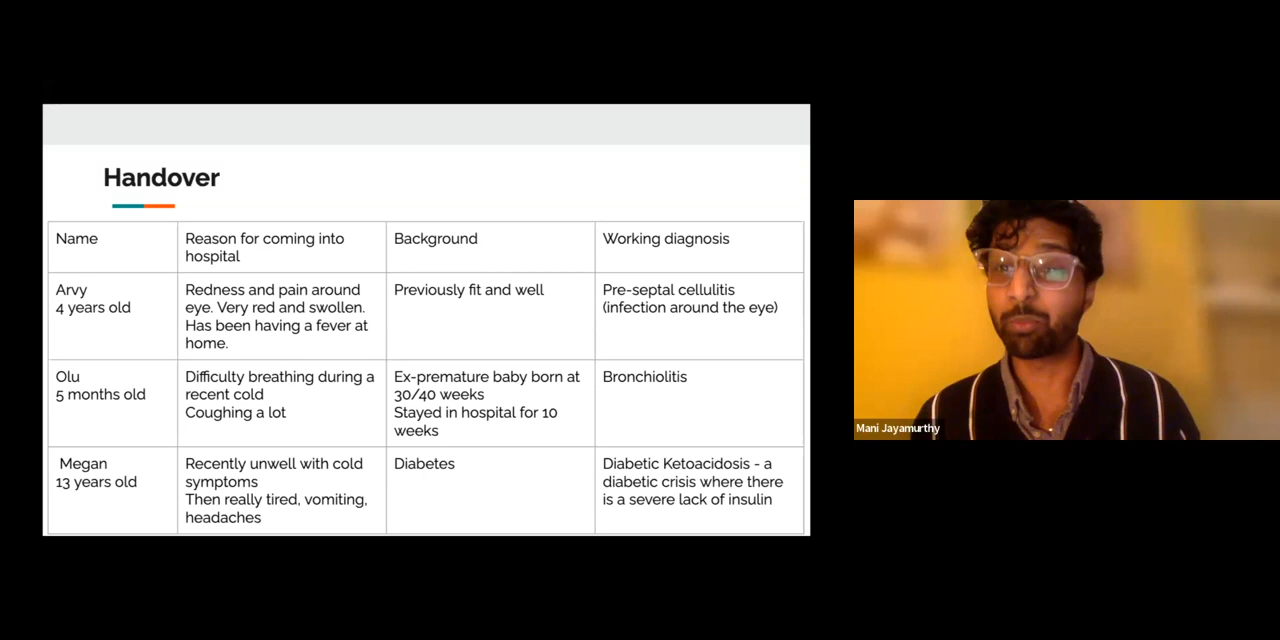 Handover
Name
Reason for coming into
hospital
Background
Working diagnosis
Arvy
4 years old
Redness and pain around
eye. Very red and swollen.
Has been having a fever at
home.
Previously fit and well
Pre-septal cellulitis
(infection around the eye)
Olu
5 months old
Difficulty breathing during a
recent cold
Coughing a lot
Ex-premature baby born at
30/40 weeks
Stayed in hospital for 10
weeks
Bronchiolitis
Megan
13 years old
Recently unwell with cold
symptoms
Then really tired, vomiting,
headaches
Diabetes
Diabetic Ketoacidosis - a
diabetic crisis where there
is a severe lack of insulin
Mani Jayamurthy